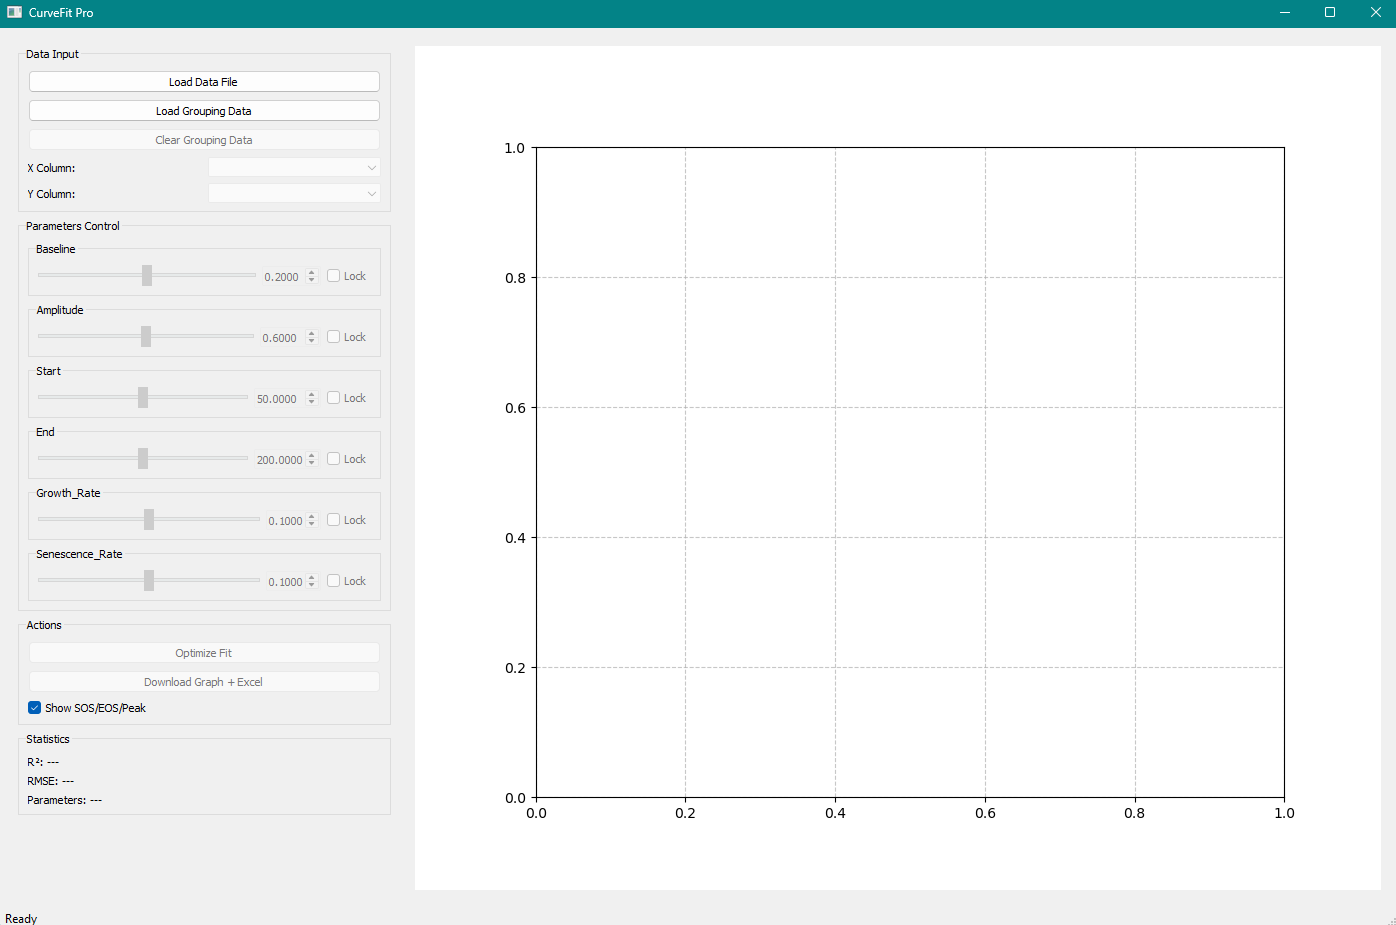 CurveFit Pro
Data Input
Load Data File
Load Grouping Data
Clear Grouping Data
X Column:
Y Column:
Parameters Control
Baseline
0.2000 Lock
Amplitude
0.6000 Lock
Start
50.0000 Lock
End
200.0000 Lock
Growth_Rate
0.1000 Lock
Senescence_Rate
0.1000 Lock
Actions
Optimize Fit
Download Graph + Excel
Show SOS/EOS/Peak
Statistics
R²: ---
RMSE: ---
Parameters: ---
1.0
0.8
0.6
0.4
0.2
0.0
0.0 0.2 0.4 0.6 0.8 1.0
Ready